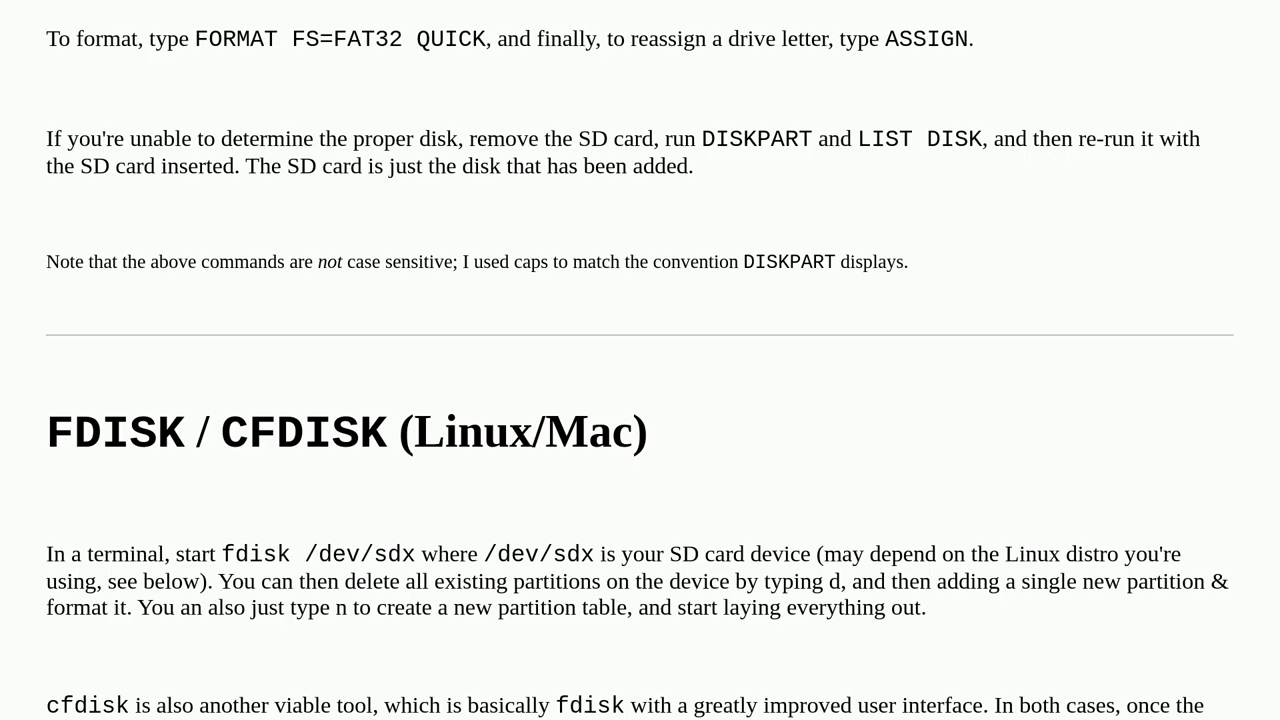 To format, type FORMAT FS=FAT32 QUICK, and finally, to reassign a drive letter, type ASSIGN.
If you're unable to determine the proper disk, remove the SD card, run DISKPART and LIST DISK, and then re-run it with
the SD card inserted. The SD card is just the disk that has been added.
Note that the above commands are not case sensitive; I used caps to match the convention DISKPART displays.
FDISK / CFDISK (Linux/Mac)
In a terminal, start fdisk /dev/sdx where /dev/sdx is your SD card device (may depend on the Linux distro you're
using, see below). You can then delete all existing partitions on the device by typing d, and then adding a single new partition &
format it. You an also just type n to create a new partition table, and start laying everything out.
cfdisk is also another viable tool, which is basically fdisk with a greatly improved user interface. In both cases, once the